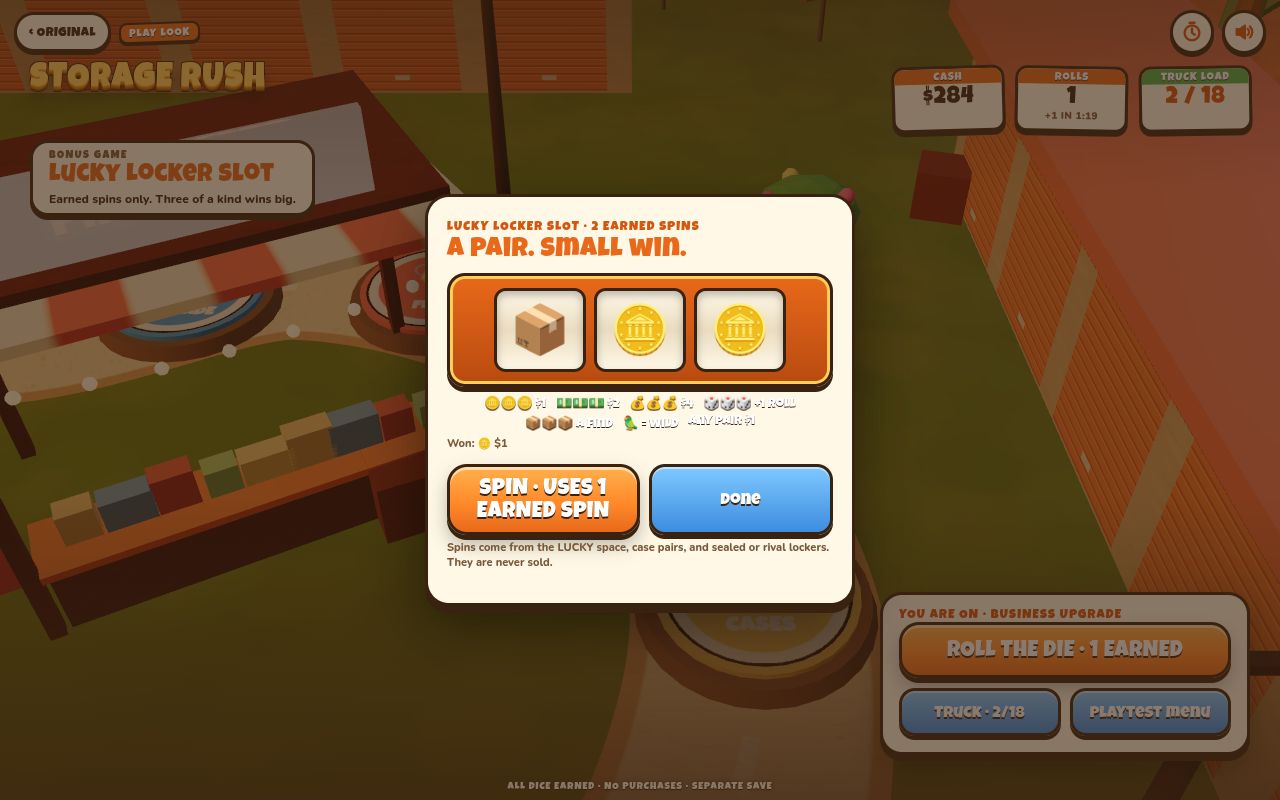 ‹ ORIGINAL
PLAY LOOK
STORAGE RUSH
CASH
$284
ROLLS
1
+1 IN 1:19
TRUCK LOAD
2 / 18
BONUS GAME
LUCKY LOCKER SLOT
Earned spins only. Three of a kind wins big.
LUCKY LOCKER SLOT · 2 EARNED SPINS
A PAIR. SMALL WIN.
$1 $2 $4 +1 ROLL
A FIND = WILD ANY PAIR $1
Won: $1
SPIN · USES 1
EARNED SPIN
DONE
Spins come from the LUCKY space, case pairs, and sealed or rival lockers.
They are never sold.
CASES
YOU ARE ON · BUSINESS UPGRADE
ROLL THE DIE · 1 EARNED
TRUCK · 2/18
PLAYTEST MENU
ALL DICE EARNED · NO PURCHASES · SEPARATE SAVE